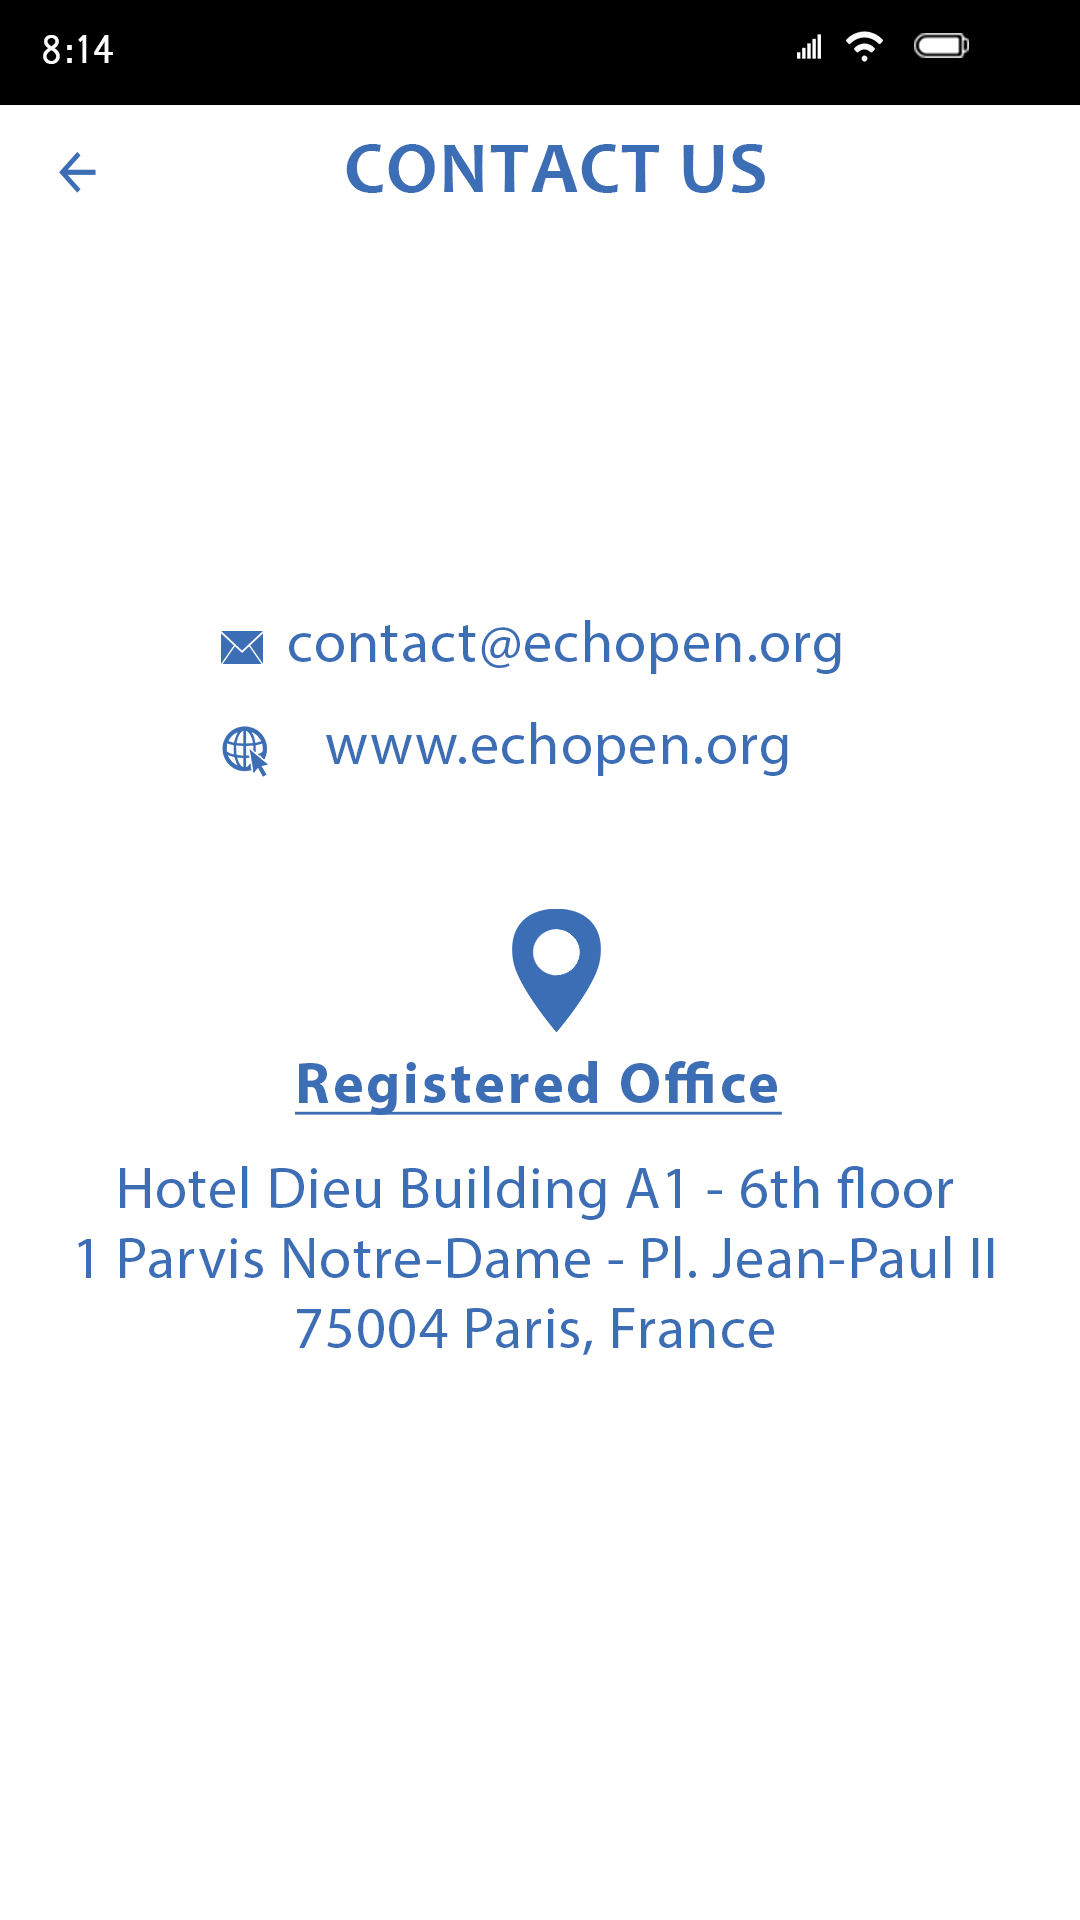 8:14
CONTACT US
contact@echopen.org
www.echopen.org
Registered Office
Hotel Dieu Building A1 - 6th floor
1 Parvis Notre-Dame - Pl. Jean-Paul II
75004 Paris, France